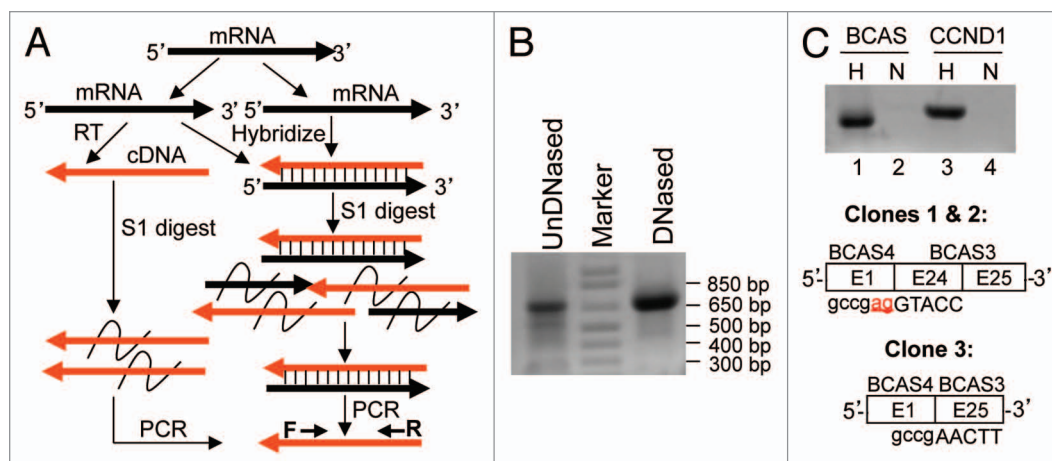 A
mRNA
5’ 3’
mRNA mRNA
5’ 3’ 5’ 3’
RT Hybridize
cDNA
5’ 3’
S1 digest S1 digest
PCR
PCR
F R
B
UnDNased
Marker
DNased
850 bp
650 bp
500 bp
400 bp
300 bp
C
BCAS CCND1
H N H N
1 2 3 4
Clones 1 & 2:
BCAS4 BCAS3
5’- E1 E24 E25 -3’
gccgagGTACC
Clone 3:
BCAS4 BCAS3
5’- E1 E25 -3’
gccgAACTT